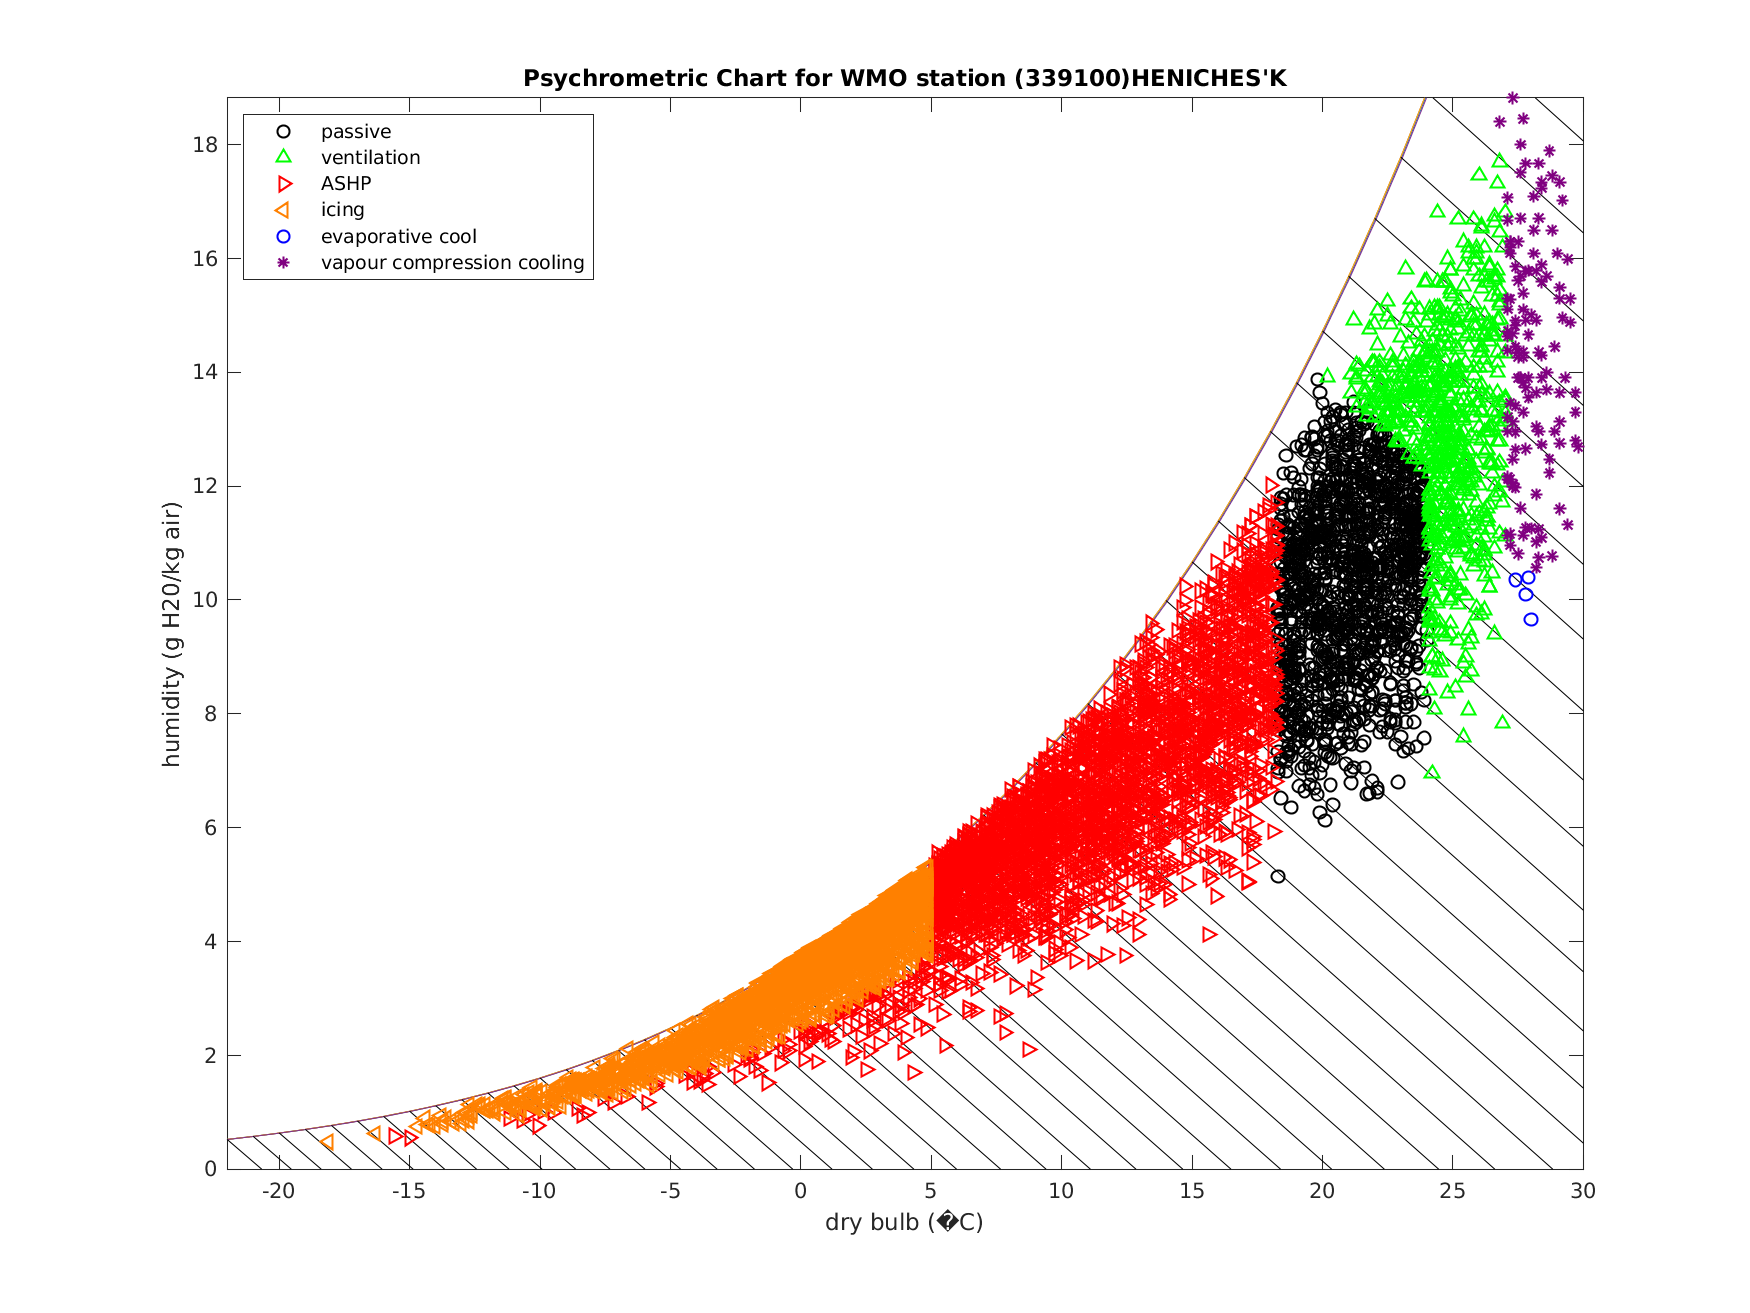 Psychrometric Chart for WMO station (339100)HENICHES'K
passive
ventilation
ASHP
icing
evaporative cool
vapour compression cooling
humidity (g H20/kg air)
18
16
14
12
10
8
6
4
2
0
-20 -15 -10 -5 0 5 10 15 20 25 30
dry bulb (�C)